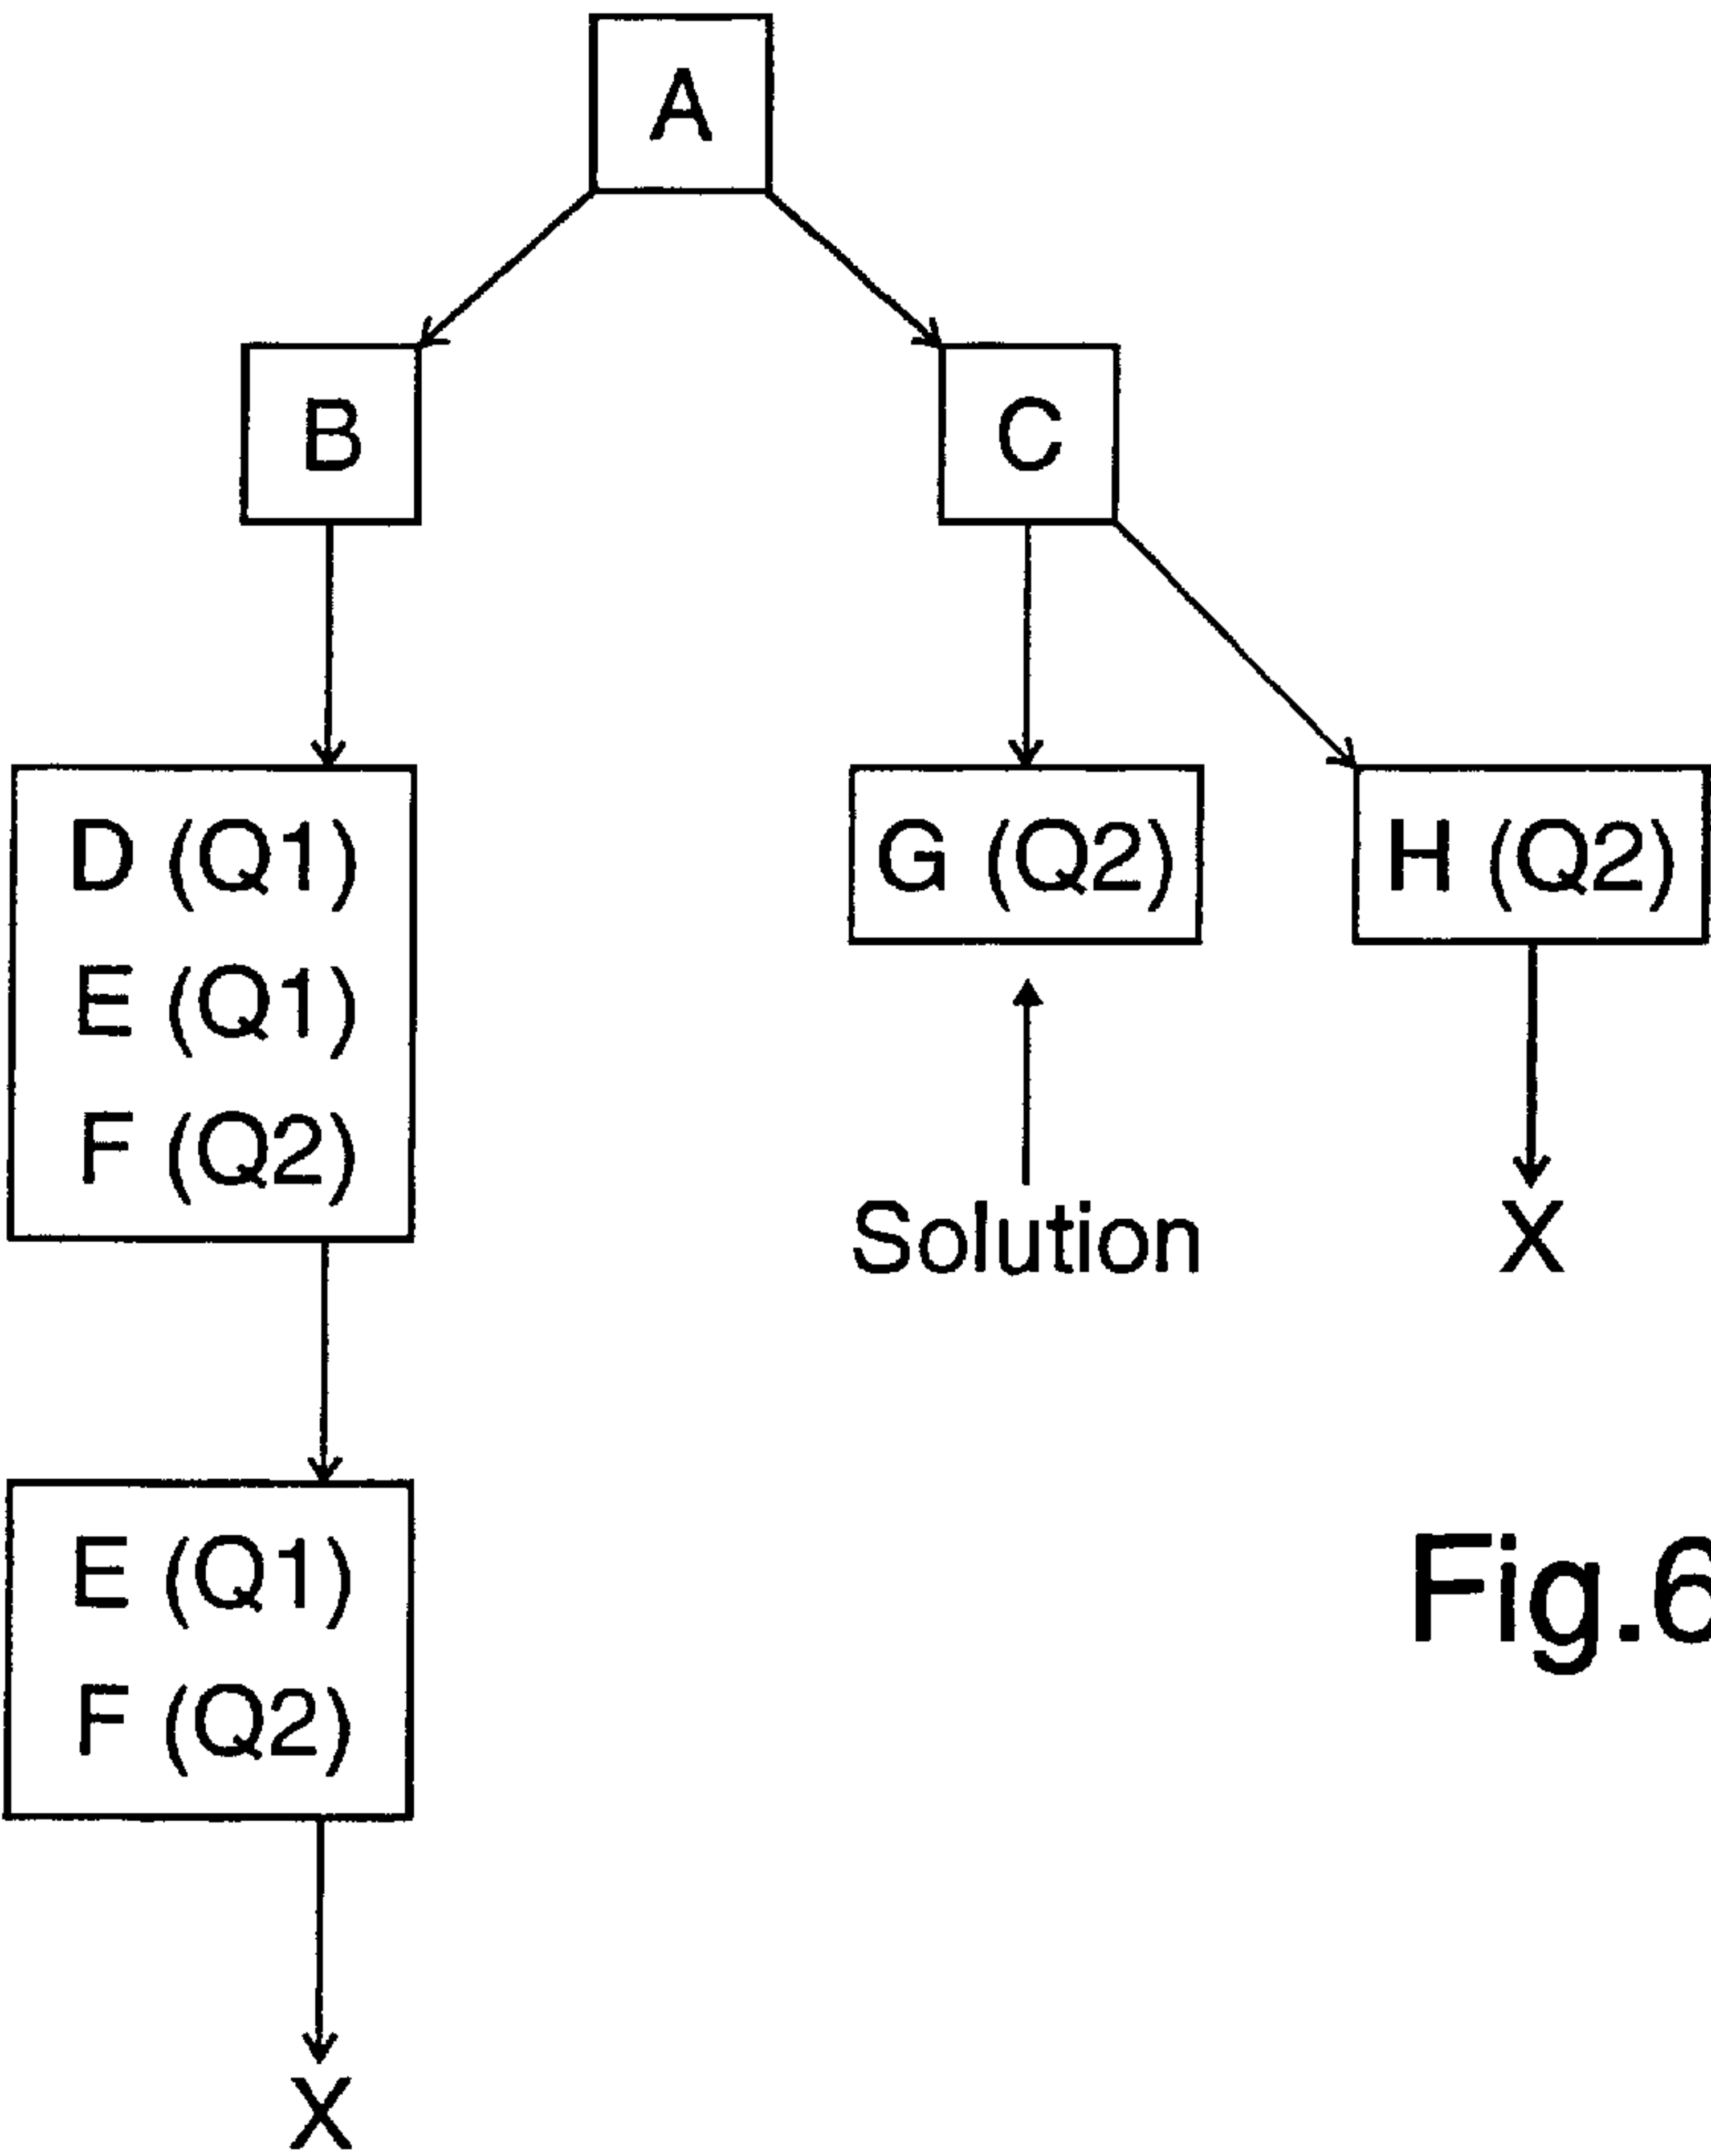 A
B
C
D (Q1)
E (Q1)
F (Q2)
G (Q2)
H (Q2)
Solution
X
E (Q1)
F (Q2)
X
Fig.6